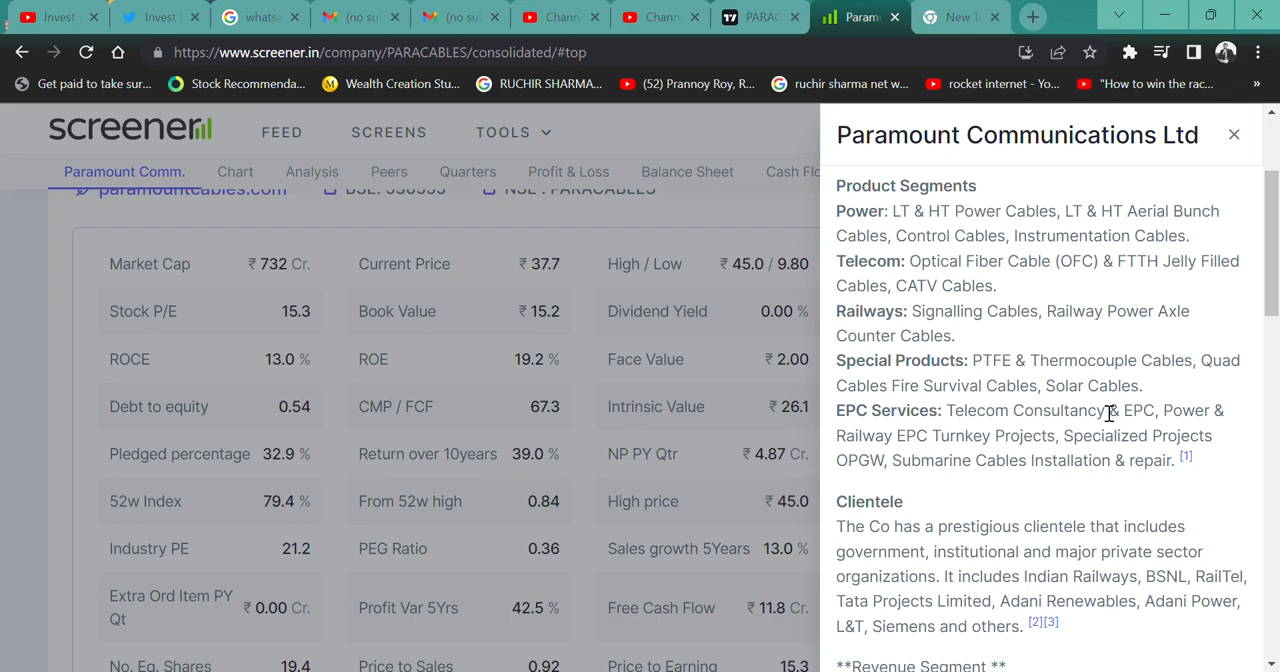 Invest
Invest
whats
(no su
(no su
Chann
Chann
PARAC
Param
New T
https://www.screener.in/company/PARACABLES/consolidated/#top
Get paid to take sur...
Stock Recommenda...
Wealth Creation Stu...
RUCHIR SHARMA...
(52) Prannoy Roy, R...
ruchir sharma net w...
rocket internet - Yo...
"How to win the rac...
»
screener
FEED
SCREENS
TOOLS
Paramount Comm.
Chart
Analysis
Peers
Quarters
Profit & Loss
Balance Sheet
Cash Flo
paramountcables.com
NSE : PARACABLES
Market Cap ₹ 732 Cr.
Current Price ₹ 37.7
High / Low ₹ 45.0 / 9.80
Stock P/E 15.3
Book Value ₹ 15.2
Dividend Yield 0.00 %
ROCE 13.0 %
ROE 19.2 %
Face Value ₹ 2.00
Debt to equity 0.54
CMP / FCF 67.3
Intrinsic Value ₹ 26.1
Pledged percentage 32.9 %
Return over 10years 39.0 %
NP PY Qtr ₹ 4.87 Cr.
52w Index 79.4 %
From 52w high 0.84
High price ₹ 45.0
Industry PE 21.2
PEG Ratio 0.36
Sales growth 5Years 13.0 %
Extra Ord Item PY
Qt ₹ 0.00 Cr.
Profit Var 5Yrs 42.5 %
Free Cash Flow ₹ 11.8 Cr.
No. Eq. Shares 19.4
Price to Sales 0.92
Price to Earning 15.3
Paramount Communications Ltd
Product Segments
Power: LT & HT Power Cables, LT & HT Aerial Bunch
Cables, Control Cables, Instrumentation Cables.
Telecom: Optical Fiber Cable (OFC) & FTTH Jelly Filled
Cables, CATV Cables.
Railways: Signalling Cables, Railway Power Axle
Counter Cables.
Special Products: PTFE & Thermocouple Cables, Quad
Cables Fire Survival Cables, Solar Cables.
EPC Services: Telecom Consultancy & EPC, Power &
Railway EPC Turnkey Projects, Specialized Projects
OPGW, Submarine Cables Installation & repair. [1]
Clientele
The Co has a prestigious clientele that includes
government, institutional and major private sector
organizations. It includes Indian Railways, BSNL, RailTel,
Tata Projects Limited, Adani Renewables, Adani Power,
L&T, Siemens and others. [2][3]
**Revenue Segment **